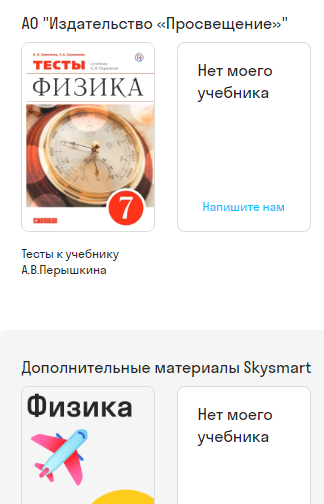 АО "Издательство «Просвещение»"
ТЕСТЫ
ФИЗИКА
7
Нет моего
учебника
Напишите нам
Тесты к учебнику
А.В.Перышкина
Дополнительные материалы Skysmart
Физика
Нет моего
учебника